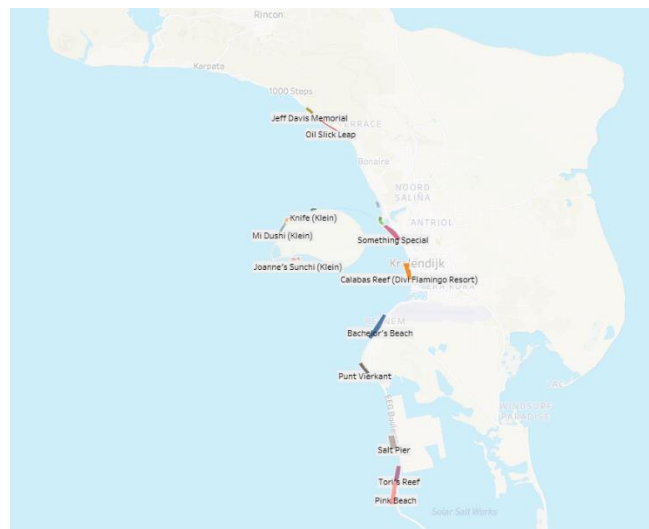 Rincon
Karpata
1000 Steps
Jeff Davis Memorial
Oil Slick Leap
Bonaire
NOORD
SALIÑA
Knife (Klein)
ANTRIOL
Mi Dushi (Klein)
Something Special
Joanne's Sunchi (Klein)
Calabas Reef (Divi Flamingo Resort)
Bachelor's Beach
Punt Vierkant
EEG Boule
Salt Pier
Tori's Reef
Pink Beach
Solar Salt Works